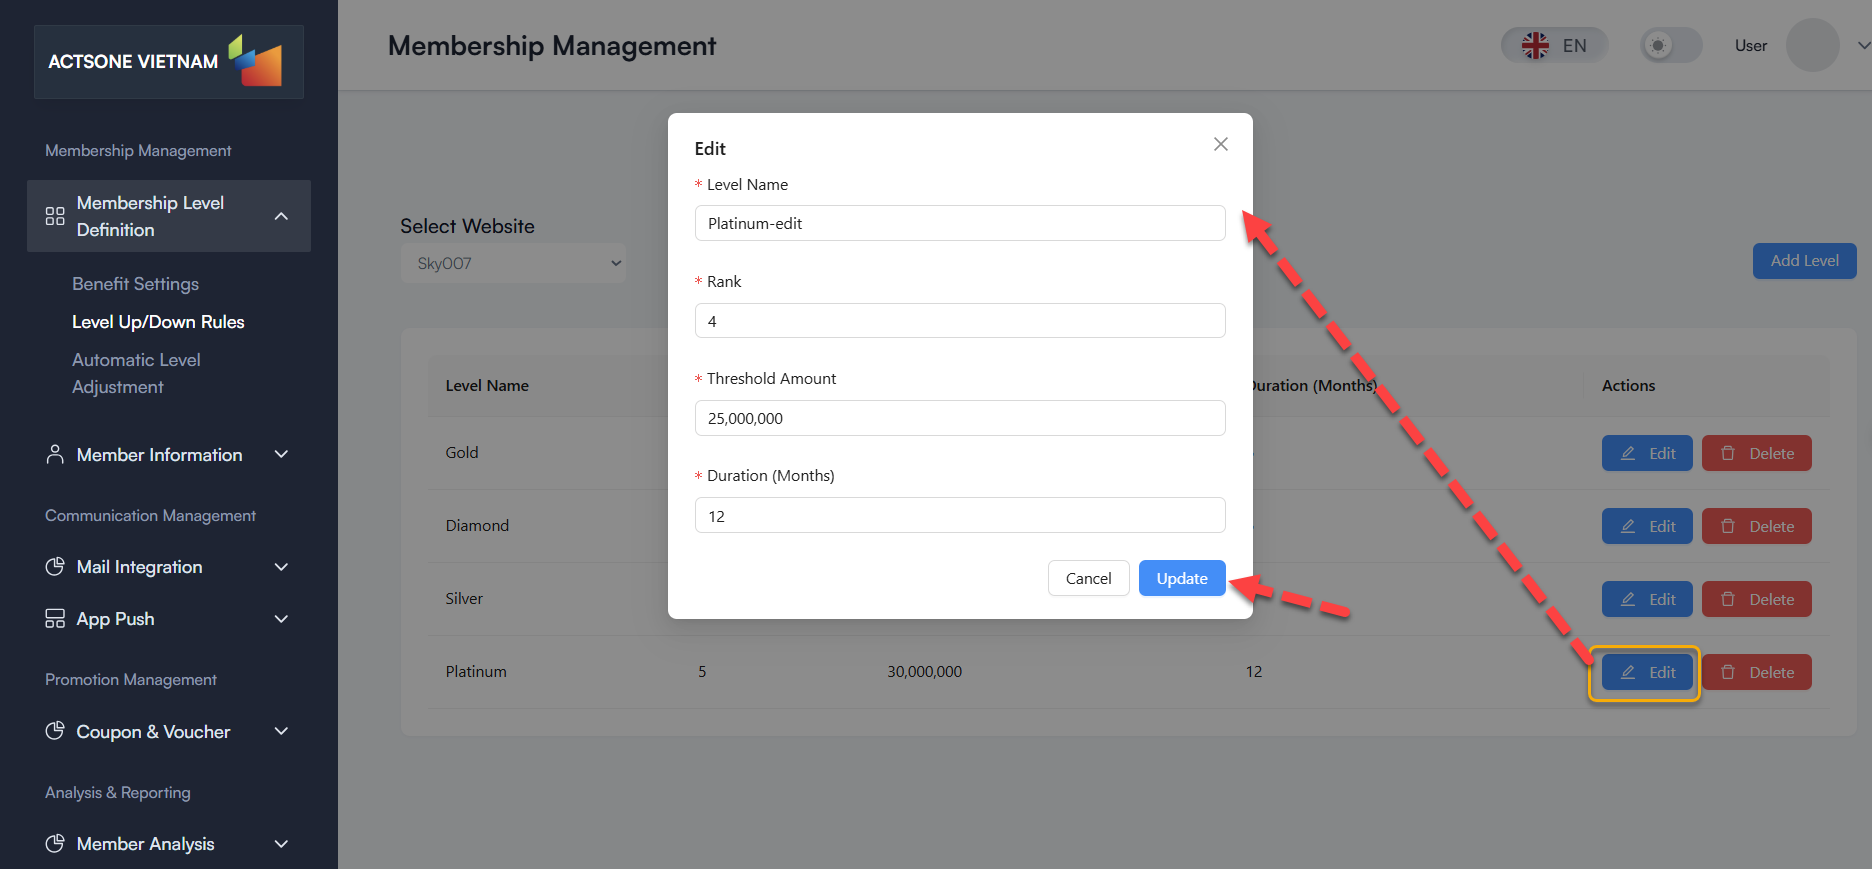 ACTSONE VIETNAM
Membership Management
Membership Level
Definition
Benefit Settings
Level Up/Down Rules
Automatic Level
Adjustment
Member Information
Communication Management
Mail Integration
App Push
Promotion Management
Coupon & Voucher
Analysis & Reporting
Member Analysis
Membership Management
EN
User
Select Website
Sky007
Add Level
Level Name
Duration (Months)
Actions
Gold
Edit
Delete
Diamond
Edit
Delete
Silver
Edit
Delete
Platinum
5
30,000,000
12
Edit
Delete
Edit
* Level Name
Platinum-edit
* Rank
4
* Threshold Amount
25,000,000
* Duration (Months)
12
Cancel
Update